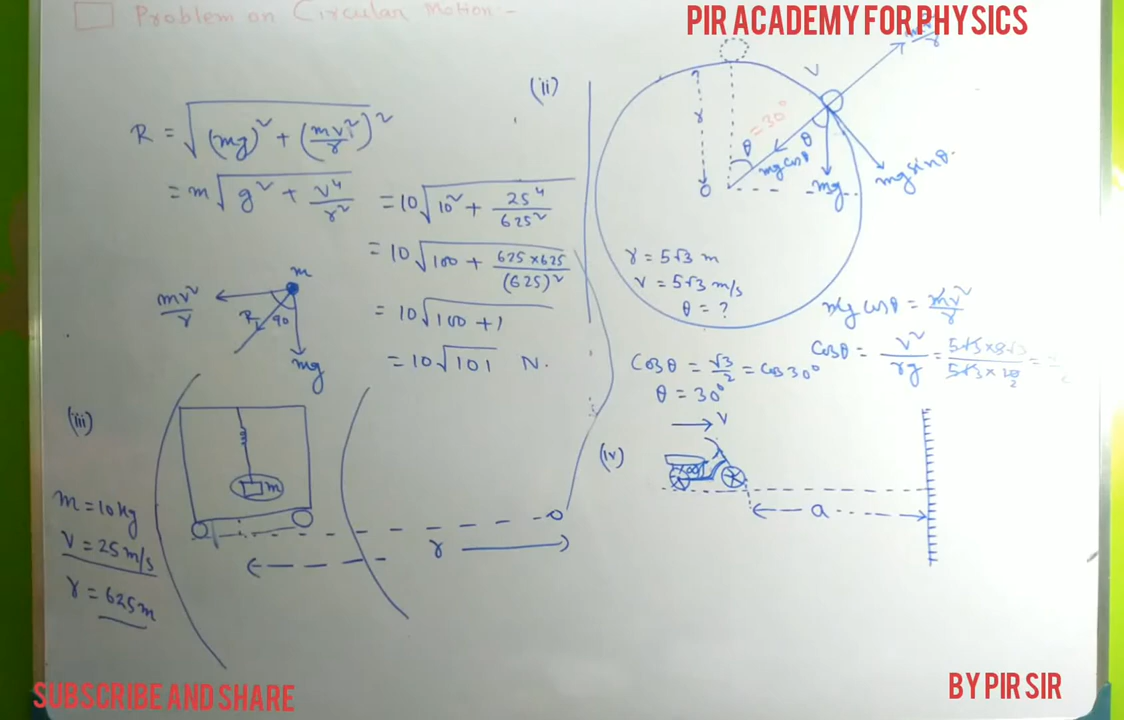 Problem on Circular Motion -
PIR ACADEMY FOR PHYSICS
(ii)
R = √((mg)² + (mv²/r)²)
= m√(g² + v⁴/r²) = 10√(10² + 25⁴/625²)
= 10√(100 + 625×625/(625)²)
= 10√(100 + 1)
= 10√101 N.
m
mv²/r
R
90
mg
v
mv²/r
r
= 30°
θ
θ
mg cosθ
O
mg
mg sinθ.
r = 5√3 m
v = 5√3 m/s
θ = ?
mg cosθ = mv²/r
Cosθ = v²/rg
Cosθ = √3/2 = Cos 30°
θ = 30°
(iii)
m
m = 10 kg
v = 25 m/s
r = 625m
r
(iv)
v
a
SUBSCRIBE AND SHARE
BY PIR SIR